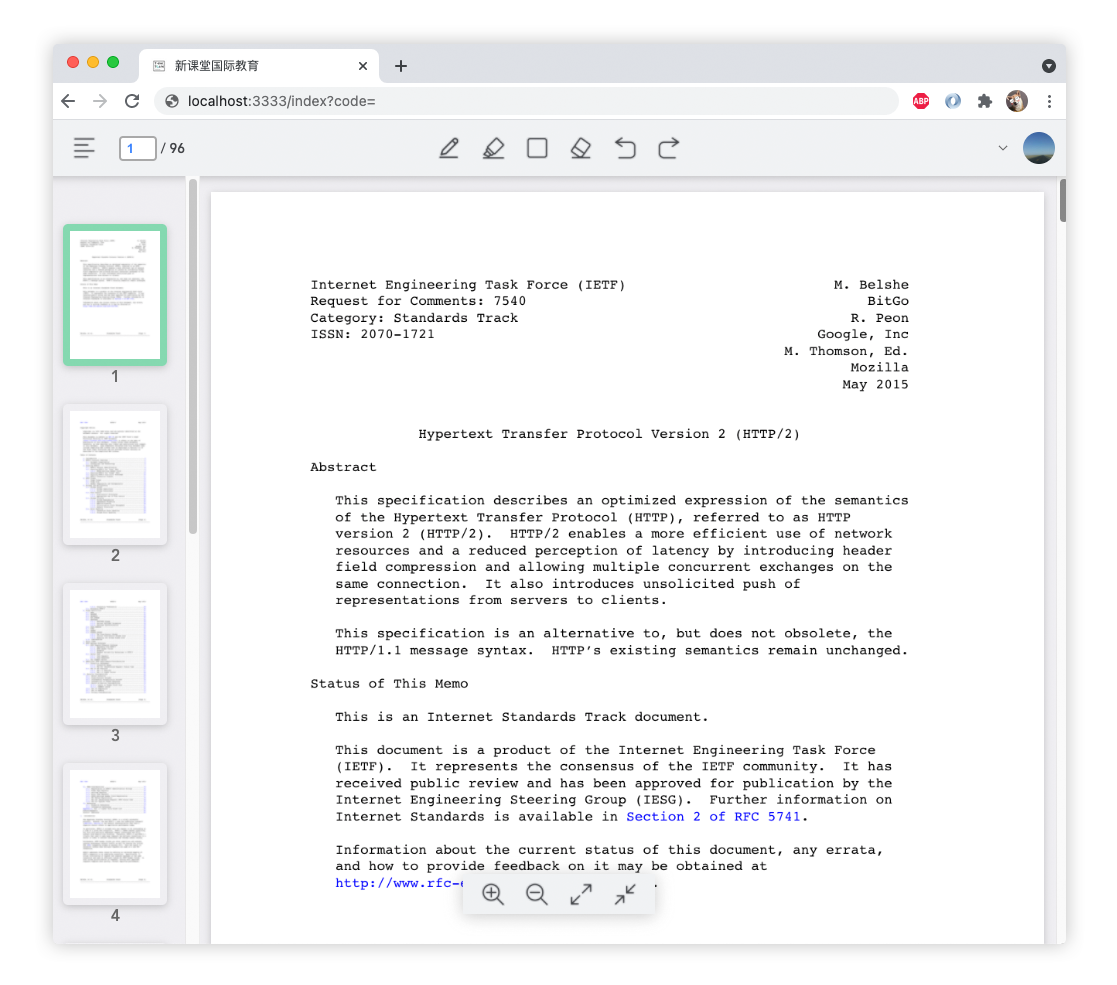 新课堂国际教育
localhost:3333/index?code=
ABP
1 / 96
1
2
3
4
Internet Engineering Task Force (IETF) M. Belshe
Request for Comments: 7540 BitGo
Category: Standards Track R. Peon
ISSN: 2070-1721 Google, Inc
M. Thomson, Ed.
Mozilla
May 2015
Hypertext Transfer Protocol Version 2 (HTTP/2)
Abstract
This specification describes an optimized expression of the semantics
of the Hypertext Transfer Protocol (HTTP), referred to as HTTP
version 2 (HTTP/2). HTTP/2 enables a more efficient use of network
resources and a reduced perception of latency by introducing header
field compression and allowing multiple concurrent exchanges on the
same connection. It also introduces unsolicited push of
representations from servers to clients.
This specification is an alternative to, but does not obsolete, the
HTTP/1.1 message syntax. HTTP's existing semantics remain unchanged.
Status of This Memo
This is an Internet Standards Track document.
This document is a product of the Internet Engineering Task Force
(IETF). It represents the consensus of the IETF community. It has
received public review and has been approved for publication by the
Internet Engineering Steering Group (IESG). Further information on
Internet Standards is available in Section 2 of RFC 5741.
Information about the current status of this document, any errata,
and how to provide feedback on it may be obtained at
http://www.rfc-